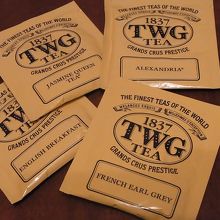 THE FINEST TEAS OF THE WORLD
1837
TWG
TEA
GRANDS CRUS PRESTIGE
JASMINE QUEEN
TEA
1837
TWG
TEA
GRANDS CRUS PRESTIGE
ALEXANDRIA
1837
TWG
TEA
GRANDS CRUS PRESTIGE
ENGLISH BREAKFAST
THE FINEST TEAS OF THE WORLD
1837
TWG
TEA
GRANDS CRUS PRESTIGE
FRENCH EARL GREY